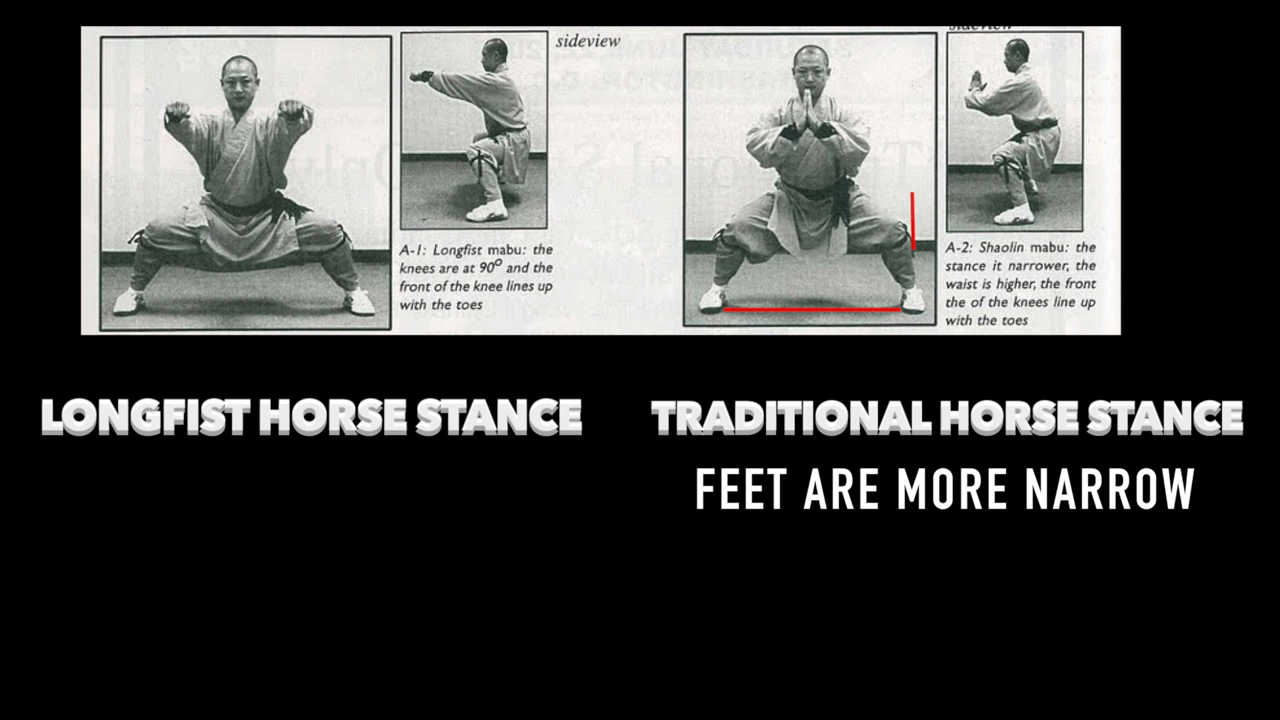 sideview
sideview
A-1: Longfist mabu: the
knees are at 90° and the
front of the knee lines up
with the toes
A-2: Shaolin mabu: the
stance it narrower, the
waist is higher, the front
the of the knees line up
with the toes
LONGFIST HORSE STANCE
TRADITIONAL HORSE STANCE
FEET ARE MORE NARROW